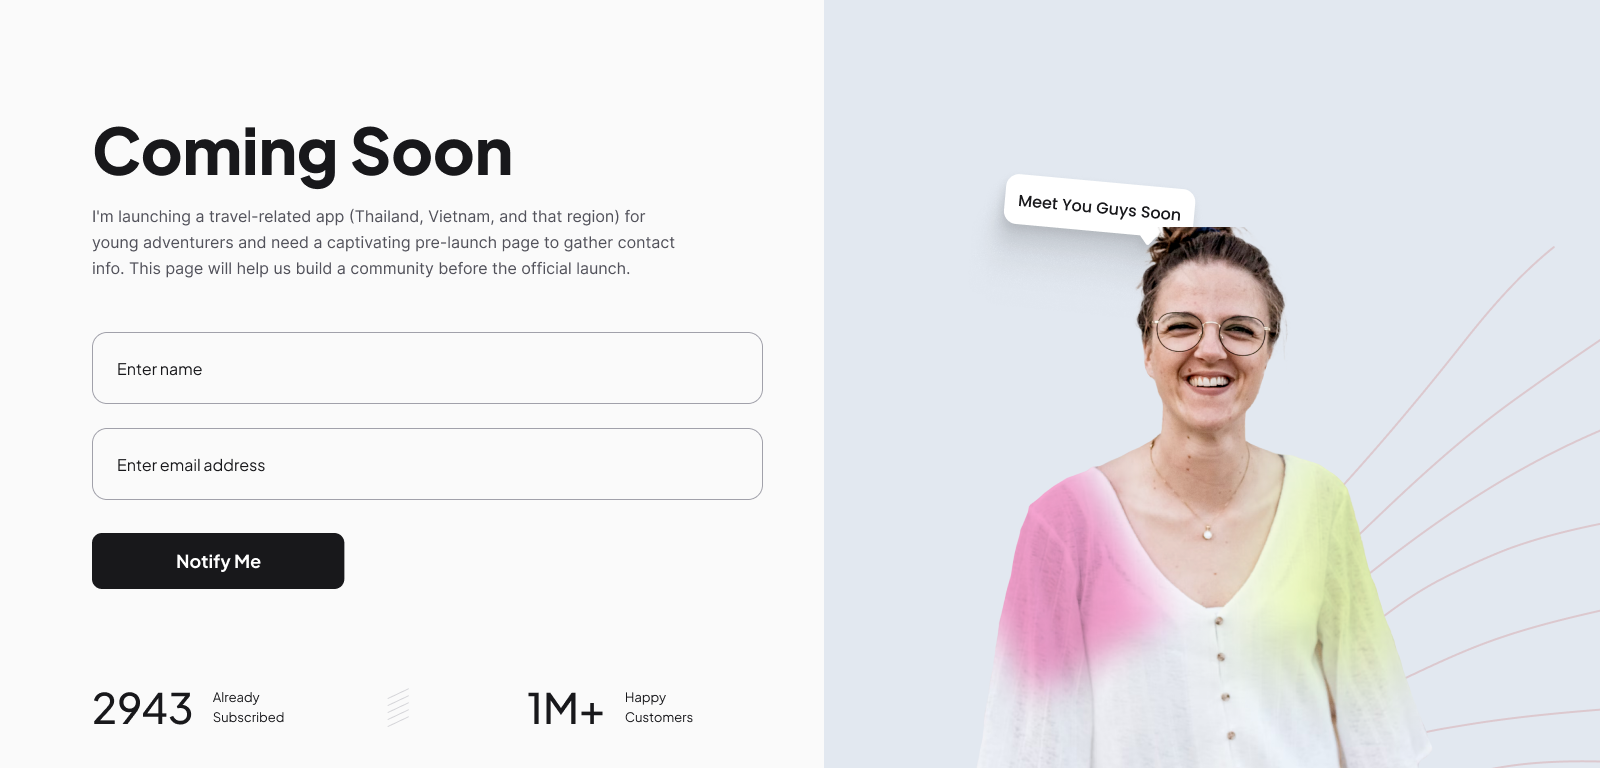 Coming Soon
I'm launching a travel-related app (Thailand, Vietnam, and that region) for
young adventurers and need a captivating pre-launch page to gather contact
info. This page will help us build a community before the official launch.
Enter name
Enter email address
Notify Me
2943
Already
Subscribed
1M+
Happy
Customers
Meet You Guys Soon